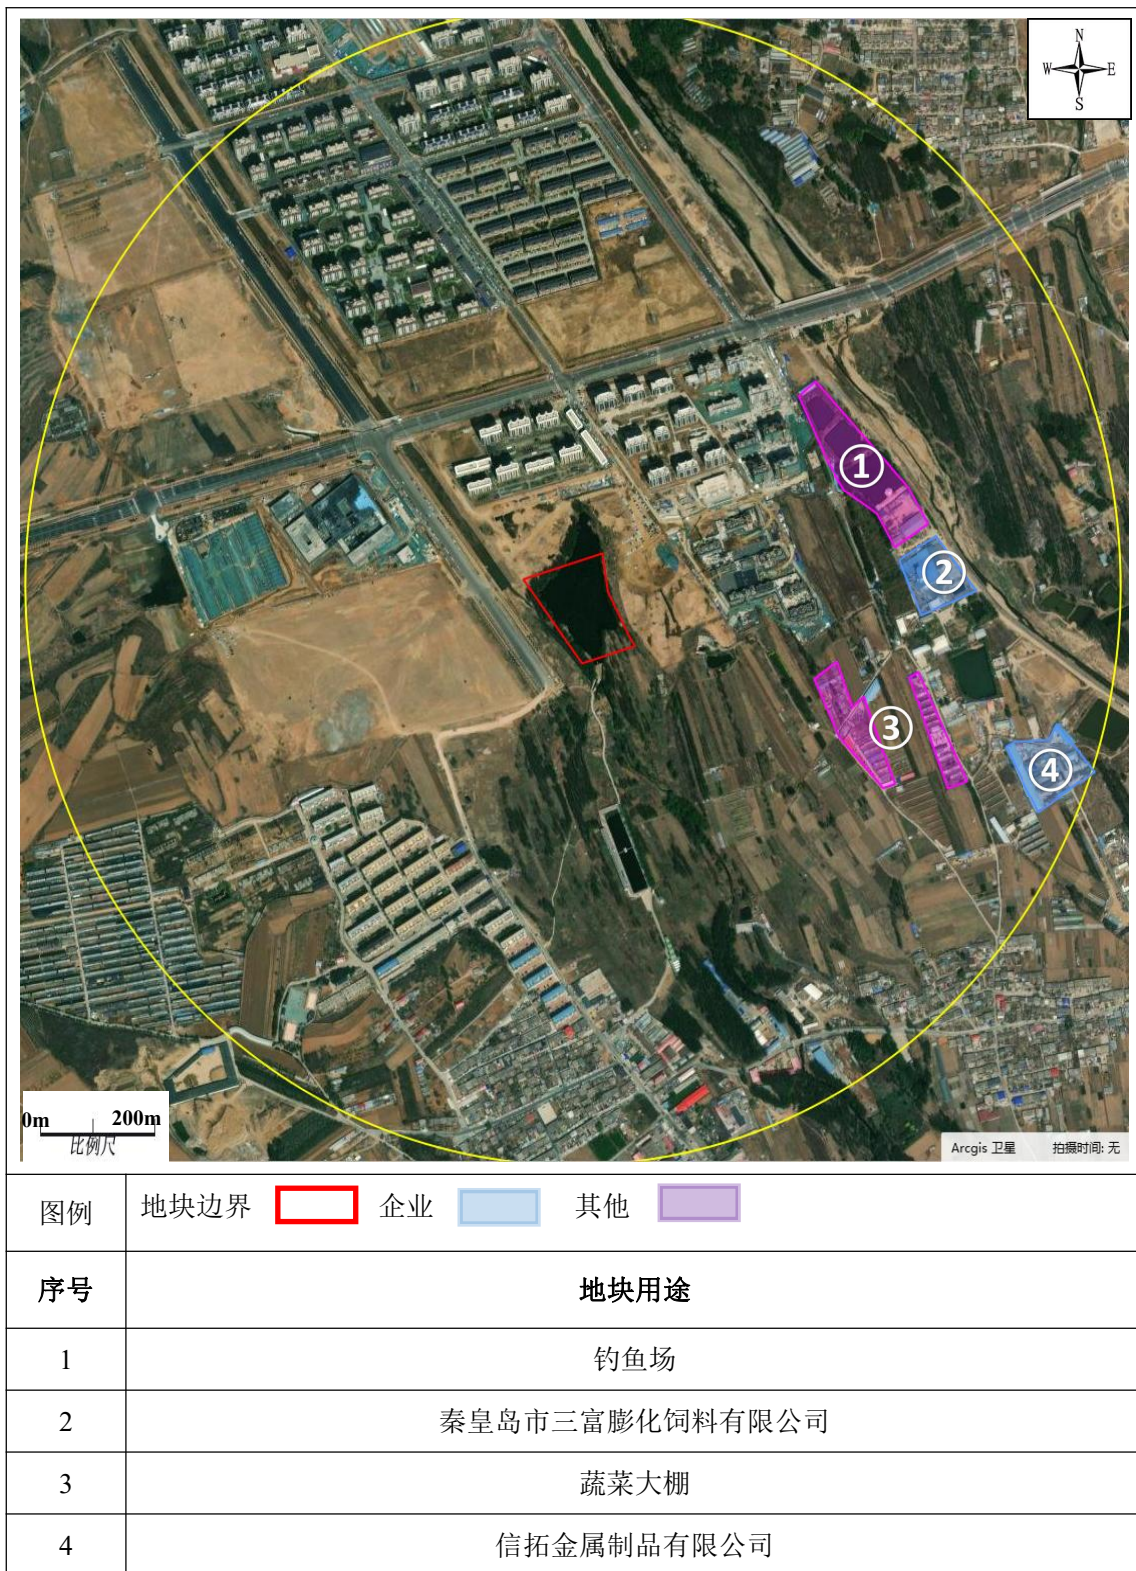 N
W E
S
①
②
③
④
0m 200m
比例尺
Arcgis 卫星 拍摄时间: 无
图例 地块边界 企业 其他
序号 地块用途
1 钓鱼场
2 秦皇岛市三富膨化饲料有限公司
3 蔬菜大棚
4 信拓金属制品有限公司